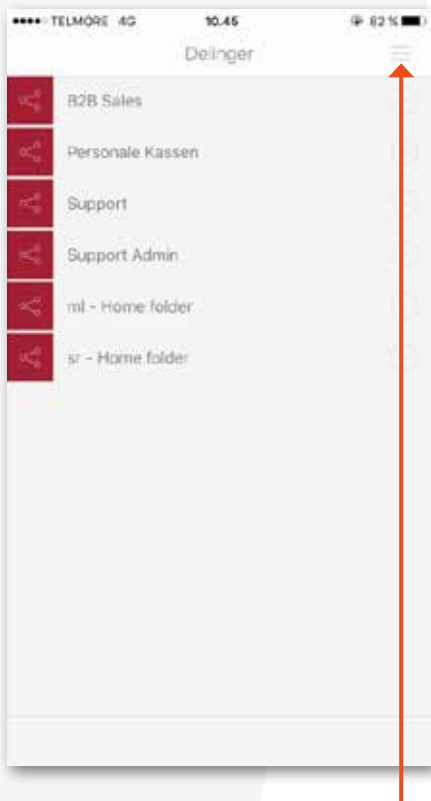 TELMORE 4G 10.45 82 %
Delinger
B2B Sales
Personale Kassen
Support
Support Admin
ml - Home folder
sr - Home folder